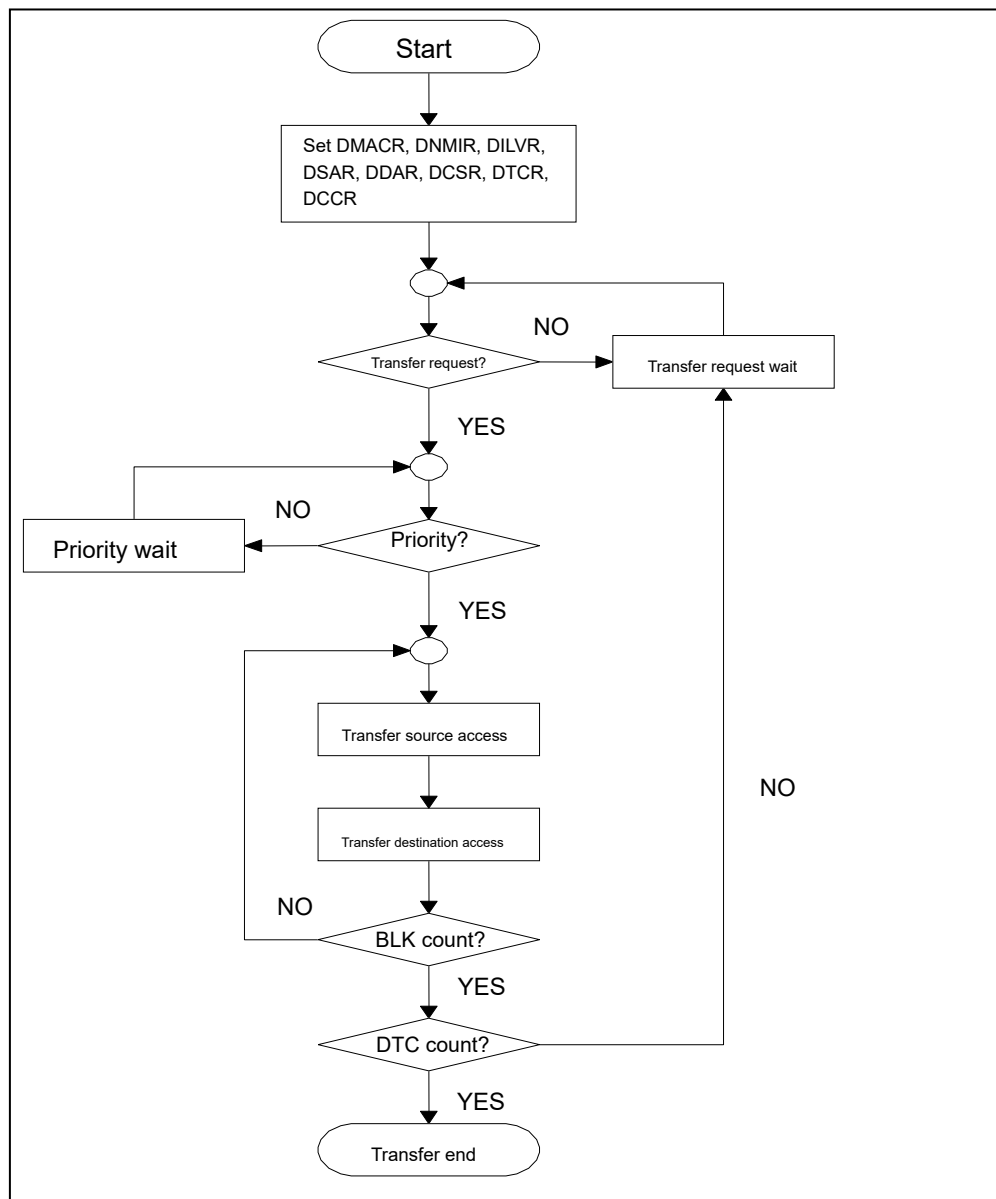 Start
Set DMACR, DNMIR, DILVR,
DSAR, DDAR, DCSR, DTCR,
DCCR
NO
Transfer request?
Transfer request wait
YES
NO
Priority?
Priority wait
YES
Transfer source access
NO
Transfer destination access
NO
BLK count?
YES
DTC count?
YES
Transfer end